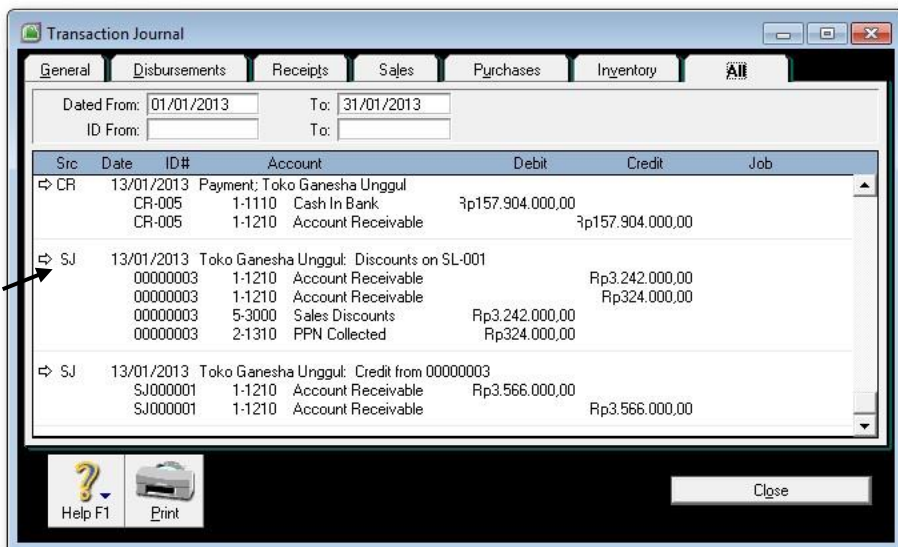 Transaction Journal
General Disbursements Receipts Sales Purchases Inventory All
Dated From: 01/01/2013 To: 31/01/2013
ID From: To:
Src Date ID# Account Debit Credit Job
CR 13/01/2013 Payment; Toko Ganesha Unggul
CR-005 1-1110 Cash In Bank Rp157.904.000,00
CR-005 1-1210 Account Receivable Rp157.904.000,00
SJ 13/01/2013 Toko Ganesha Unggul: Discounts on SL-001
00000003 1-1210 Account Receivable Rp3.242.000,00
00000003 1-1210 Account Receivable Rp324.000,00
00000003 5-3000 Sales Discounts Rp3.242.000,00
00000003 2-1310 PPN Collected Rp324.000,00
SJ 13/01/2013 Toko Ganesha Unggul: Credit from 00000003
SJ000001 1-1210 Account Receivable Rp3.566.000,00
SJ000001 1-1210 Account Receivable Rp3.566.000,00
Help F1 Print Close